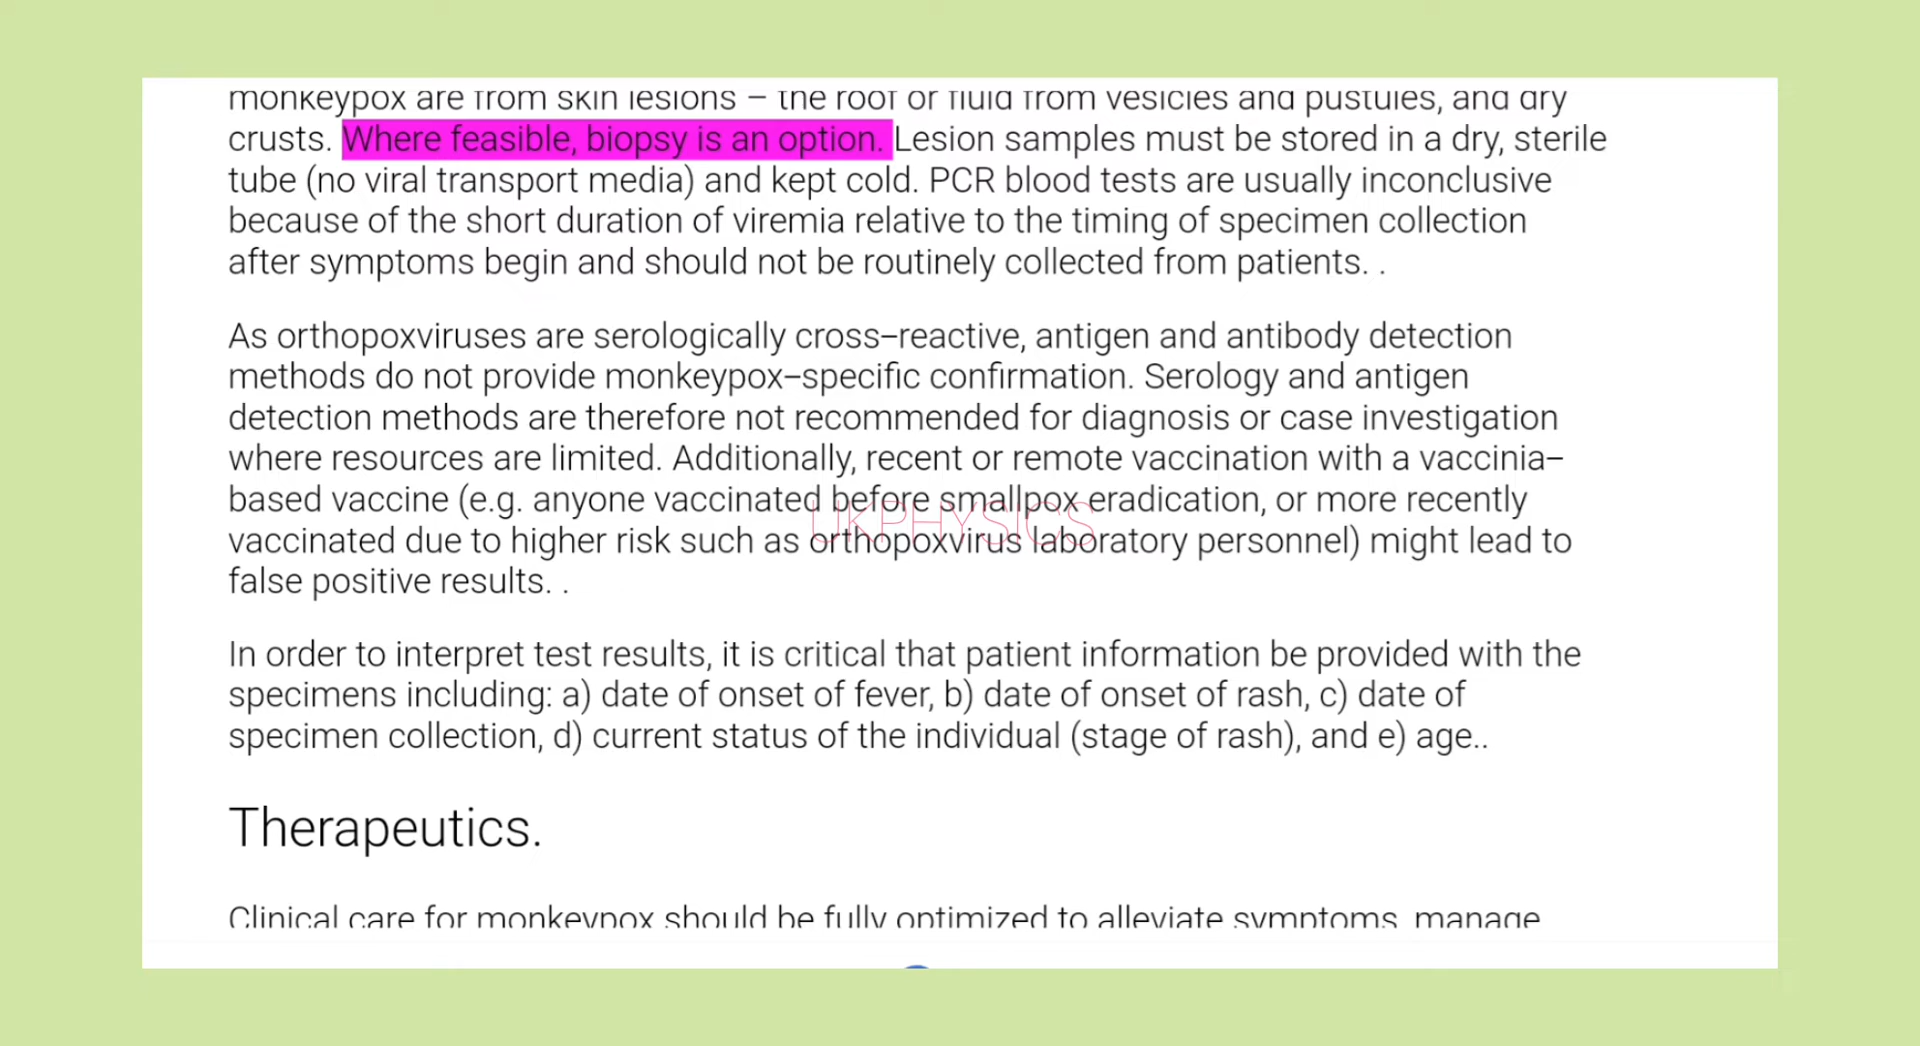 monkeypox are from skin lesions – the roof or fluid from vesicles and pustules, and dry
crusts. Where feasible, biopsy is an option. Lesion samples must be stored in a dry, sterile
tube (no viral transport media) and kept cold. PCR blood tests are usually inconclusive
because of the short duration of viremia relative to the timing of specimen collection
after symptoms begin and should not be routinely collected from patients. .
As orthopoxviruses are serologically cross–reactive, antigen and antibody detection
methods do not provide monkeypox–specific confirmation. Serology and antigen
detection methods are therefore not recommended for diagnosis or case investigation
where resources are limited. Additionally, recent or remote vaccination with a vaccinia–
based vaccine (e.g. anyone vaccinated before smallpox eradication, or more recently
UKPHYSICS
vaccinated due to higher risk such as orthopoxvirus laboratory personnel) might lead to
false positive results. .
In order to interpret test results, it is critical that patient information be provided with the
specimens including: a) date of onset of fever, b) date of onset of rash, c) date of
specimen collection, d) current status of the individual (stage of rash), and e) age..
Therapeutics.
Clinical care for monkeypox should be fully optimized to alleviate symptoms, manage